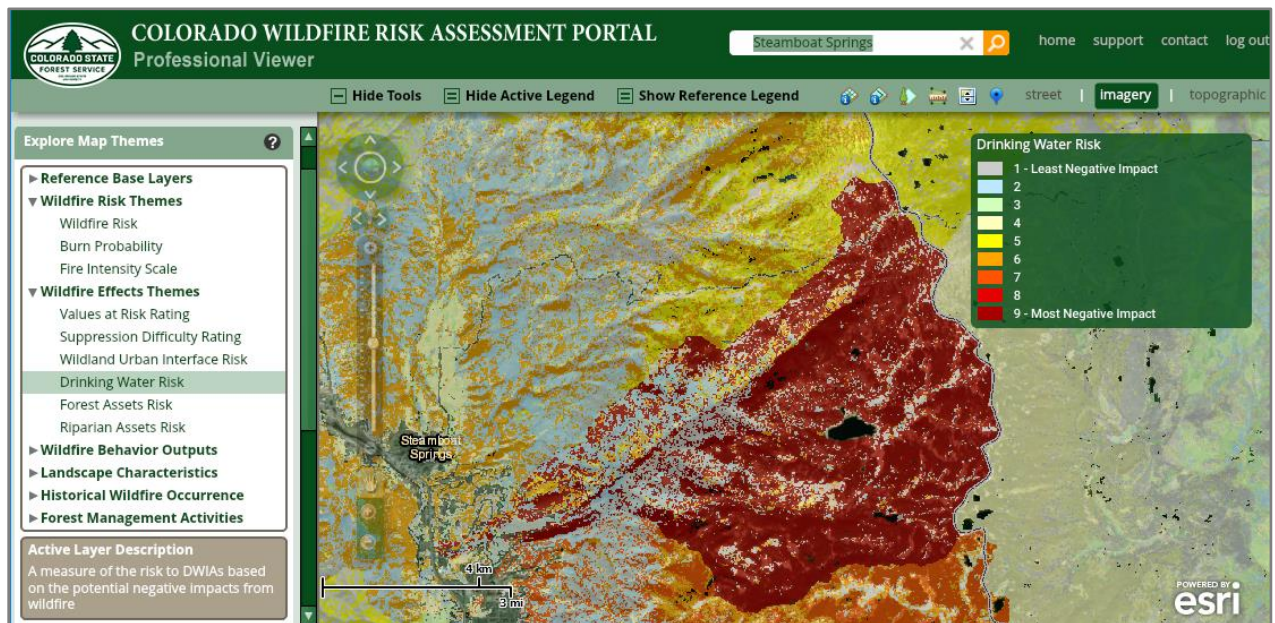 COLORADO STATE
FOREST SERVICE
COLORADO WILDFIRE RISK ASSESSMENT PORTAL
Professional Viewer
Steamboat Springs
home support contact log out
Hide Tools Hide Active Legend Show Reference Legend
street | imagery | topographic
Explore Map Themes ?
Reference Base Layers
Wildfire Risk Themes
Wildfire Risk
Burn Probability
Fire Intensity Scale
Wildfire Effects Themes
Values at Risk Rating
Suppression Difficulty Rating
Wildland Urban Interface Risk
Drinking Water Risk
Forest Assets Risk
Riparian Assets Risk
Wildfire Behavior Outputs
Landscape Characteristics
Historical Wildfire Occurrence
Forest Management Activities
Active Layer Description
A measure of the risk to DWIAs based
on the potential negative impacts from
wildfire
Drinking Water Risk
1 - Least Negative Impact
2
3
4
5
6
7
8
9 - Most Negative Impact
Steamboat
Springs
4 km
3 mi
POWERED BY
esri